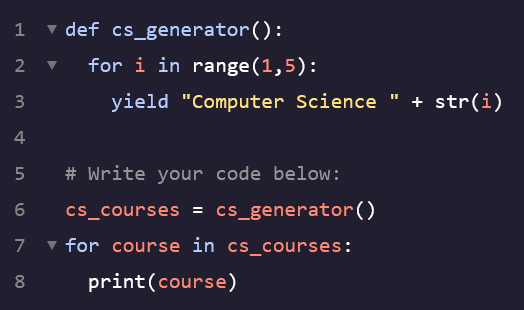 1 def cs_generator():
2   for i in range(1,5):
3     yield "Computer Science " + str(i)
4
5 # Write your code below:
6 cs_courses = cs_generator()
7 for course in cs_courses:
8   print(course)